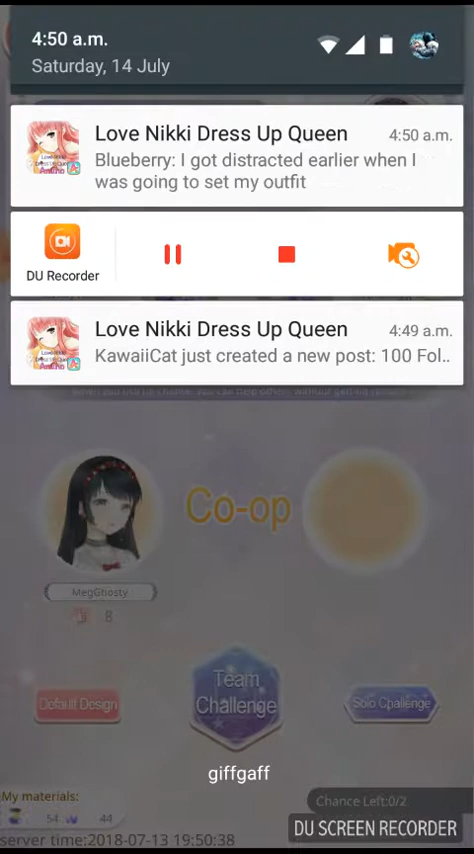 4:50 a.m.
Saturday, 14 July
Love Nikki Dress Up Queen 4:50 a.m.
Blueberry: I got distracted earlier when I
was going to set my outfit
DU Recorder
Love Nikki Dress Up Queen 4:49 a.m.
KawaiiCat just created a new post: 100 Fol..
Co-op
MegGhosty
8
Team
Challenge
Default Design
Solo Challenge
giffgaff
My materials:
54 44
Chance Left:0/2
server time:2018-07-13 19:50:38
DU SCREEN RECORDER